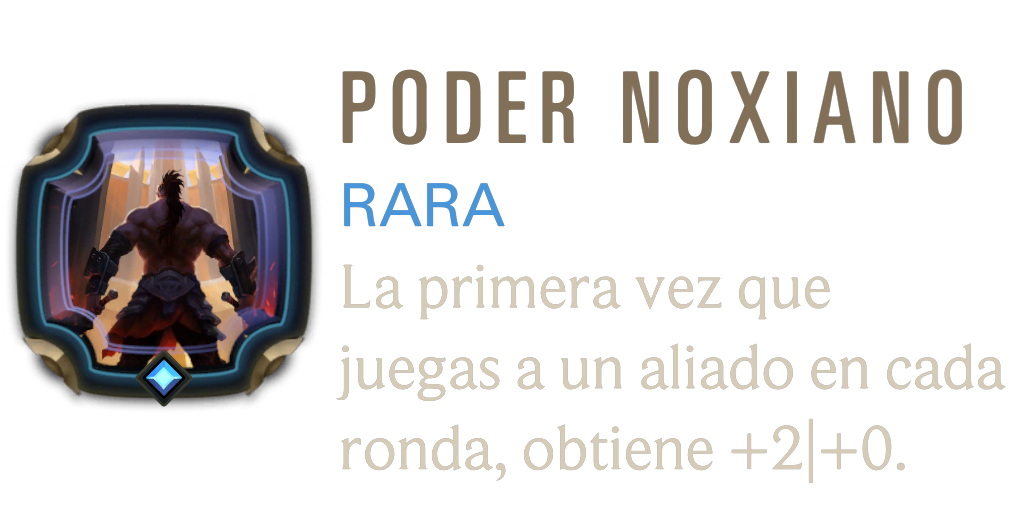 PODER NOXIANO
RARA
La primera vez que
juegas a un aliado en cada
ronda, obtiene +2|+0.